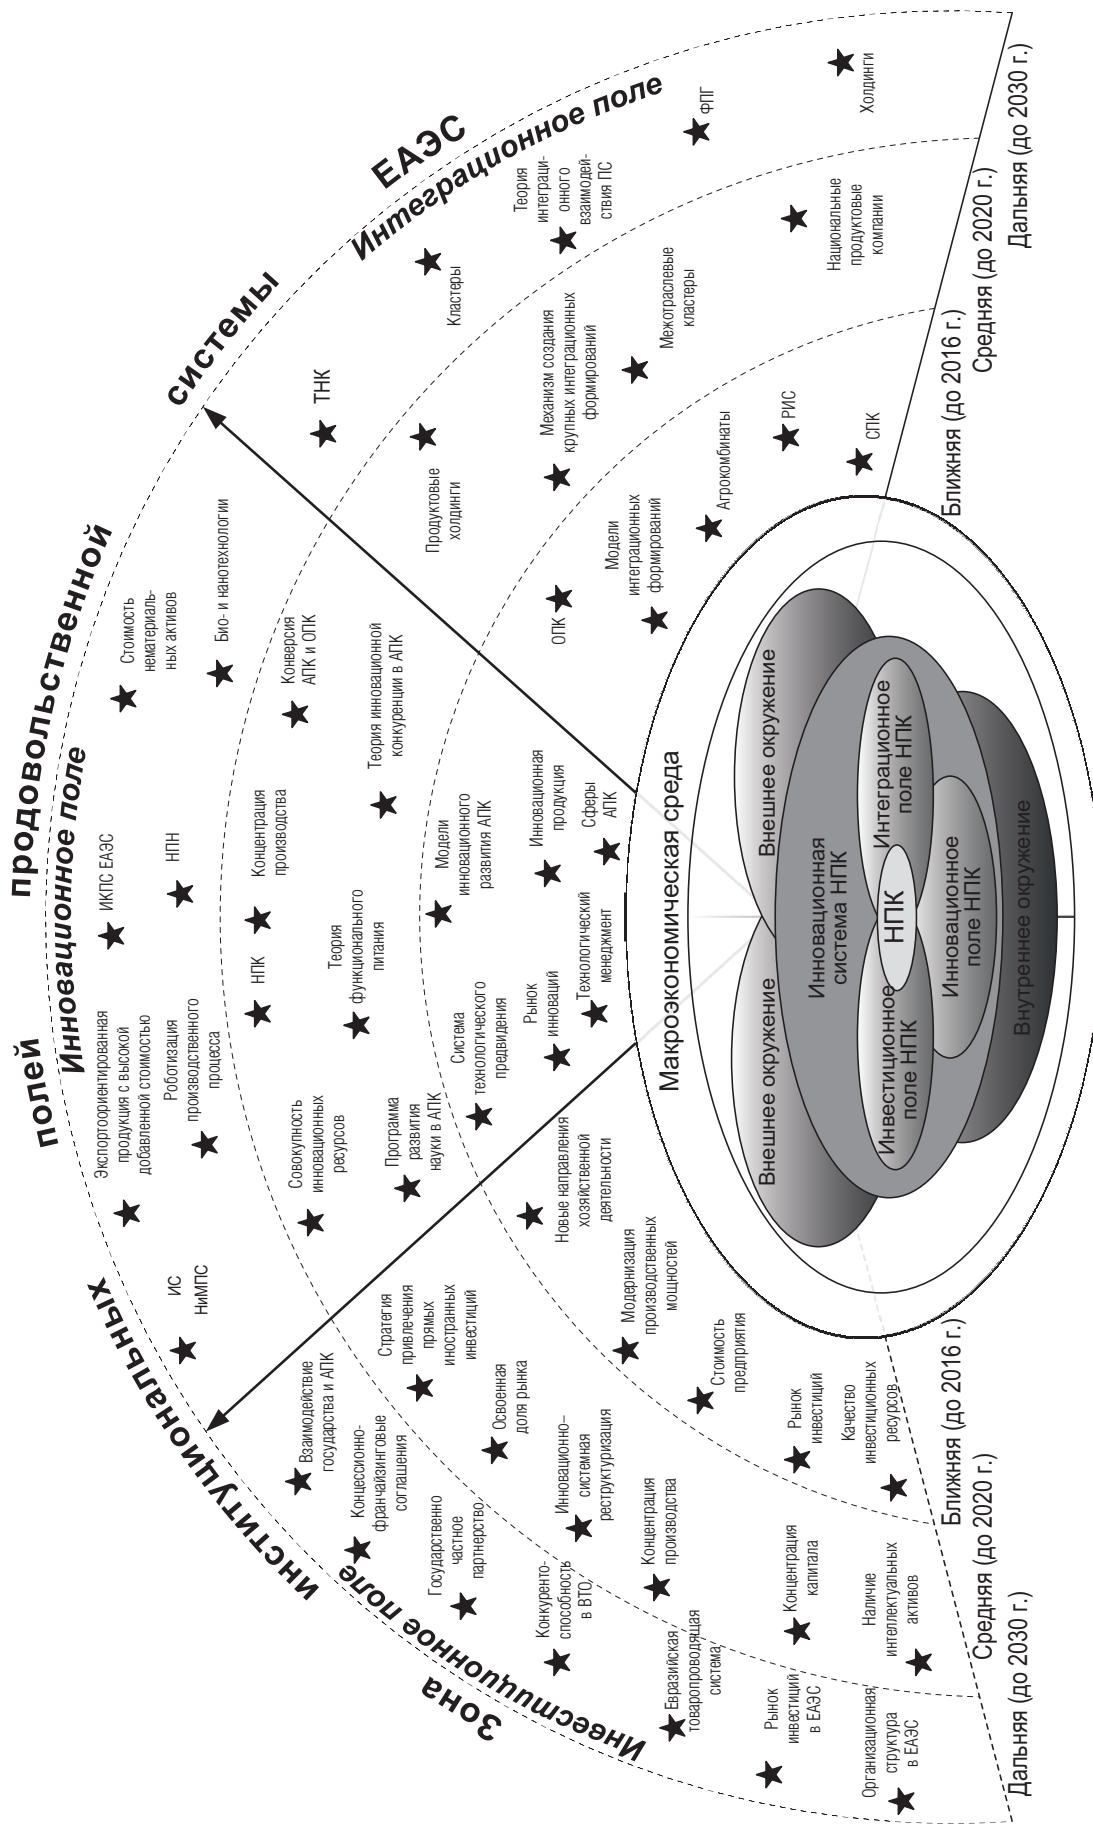 Зона институциональных полей продовольственной системы ЕАЭС
Инвестиционное поле
Взаимодействие
государства и АПК
Концессионно-
франчайзинговые
соглашения
Государственно
частное
партнерство
Конкуренто-
способность
в ВТО
Евразийская
товаропроводящая
система
Рынок
инвестиций
в ЕАЭС
Организационная
структура
в ЕАЭС
Стратегия
привлечения
прямых
иностранных
инвестиций
Освоенная
доля рынка
Инновационно–
системная
реструктуризация
Концентрация
производства
Концентрация
капитала
Наличие
интеллектуальных
активов
Новые направления
хозяйственной
деятельности
Модернизация
производственных
мощностей
Стоимость
предприятия
Рынок
инвестиций
Качество
инвестиционных
ресурсов
Инновационное поле
ИС
НиМПС
Экспорториентированная
продукция с высокой
добавленной стоимостью
Роботизация
производственного
процесса
ИКПС ЕАЭС
НПН
Стоимость
нематериаль-
ных активов
Био- и нанотехнологии
Совокупность
инновационных
ресурсов
Программа
развития
науки в АПК
НПК
Теория
функционального
питания
Концентрация
производства
Конверсия
АПК и ОПК
Теория инновационной
конкуренции в АПК
Система
технологического
предвидения
Рынок
инноваций
Технологический
менеджмент
Модели
инновационного
развития АПК
Инновационная
продукция
Сферы
АПК
Интеграционное поле
ТНК
Кластеры
Теория
интеграци-
онного
взаимодей-
ствия ПС
ФПГ
Холдинги
Продуктовые
холдинги
Механизм создания
крупных интеграционных
формирований
Межотраслевые
кластеры
Национальные
продуктовые
компании
ОПК
Модели
интеграционных
формирований
Агрокомбинаты
РИС
СПК
Макроэкономическая среда
Внешнее окружение
Внешнее окружение
Инновационная
система НПК
Инвестиционное
поле НПК
НПК
Интеграционное
поле НПК
Инновационное
поле НПК
Внутреннее окружение
Ближняя (до 2016 г.)
Средняя (до 2020 г.)
Дальняя (до 2030 г.)
Ближняя (до 2016 г.)
Средняя (до 2020 г.)
Дальняя (до 2030 г.)